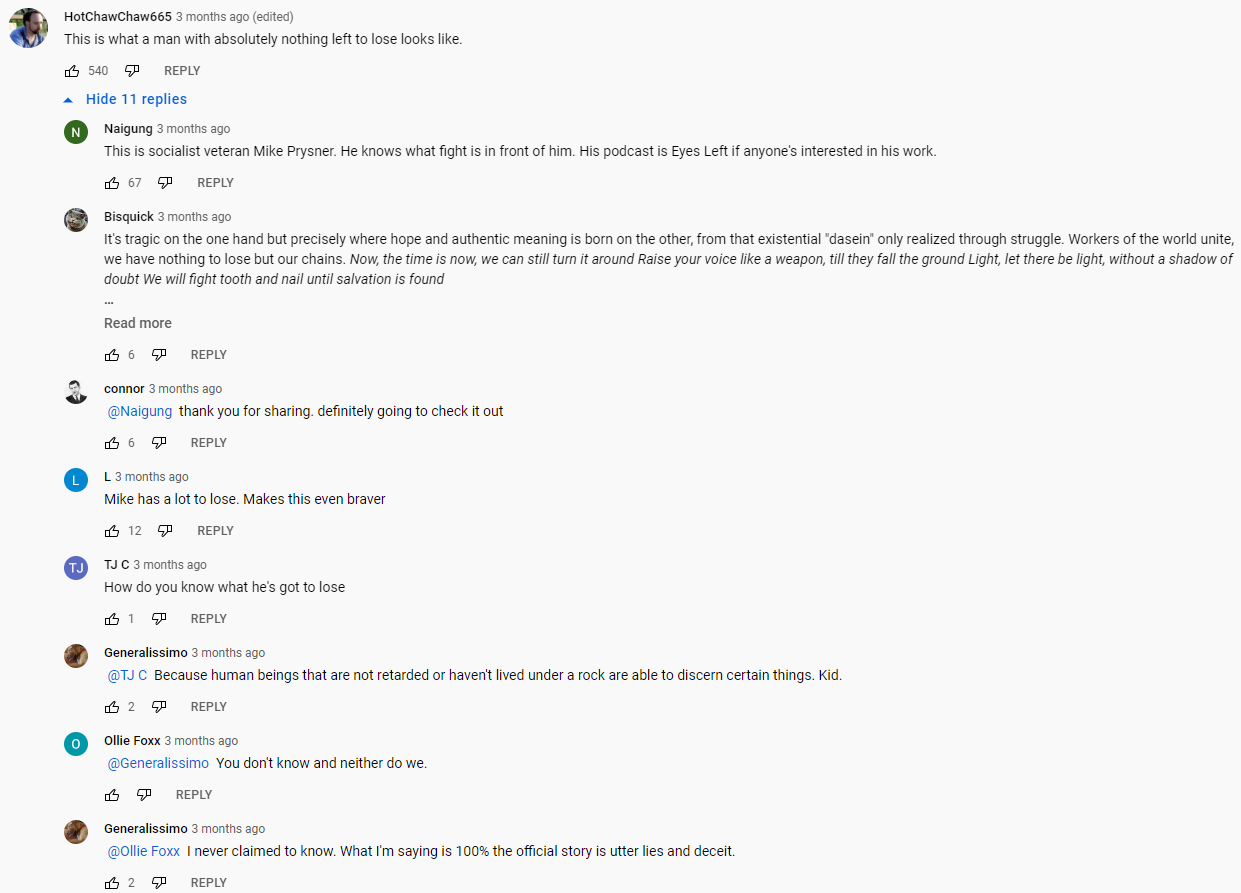 HotChawChaw665 3 months ago (edited)
This is what a man with absolutely nothing left to lose looks like.
540 REPLY
Hide 11 replies
N Naigung 3 months ago
This is socialist veteran Mike Prysner. He knows what fight is in front of him. His podcast is Eyes Left if anyone's interested in his work.
67 REPLY
Bisquick 3 months ago
It's tragic on the one hand but precisely where hope and authentic meaning is born on the other, from that existential "dasein" only realized through struggle. Workers of the world unite,
we have nothing to lose but our chains. Now, the time is now, we can still turn it around Raise your voice like a weapon, till they fall the ground Light, let there be light, without a shadow of
doubt We will fight tooth and nail until salvation is found
...
Read more
6 REPLY
connor 3 months ago
@Naigung thank you for sharing. definitely going to check it out
6 REPLY
L L 3 months ago
Mike has a lot to lose. Makes this even braver
12 REPLY
TJ TJ C 3 months ago
How do you know what he's got to lose
1 REPLY
Generalissimo 3 months ago
@TJ C Because human beings that are not retarded or haven't lived under a rock are able to discern certain things. Kid.
2 REPLY
O Ollie Foxx 3 months ago
@Generalissimo You don't know and neither do we.
REPLY
Generalissimo 3 months ago
@Ollie Foxx I never claimed to know. What I'm saying is 100% the official story is utter lies and deceit.
2 REPLY